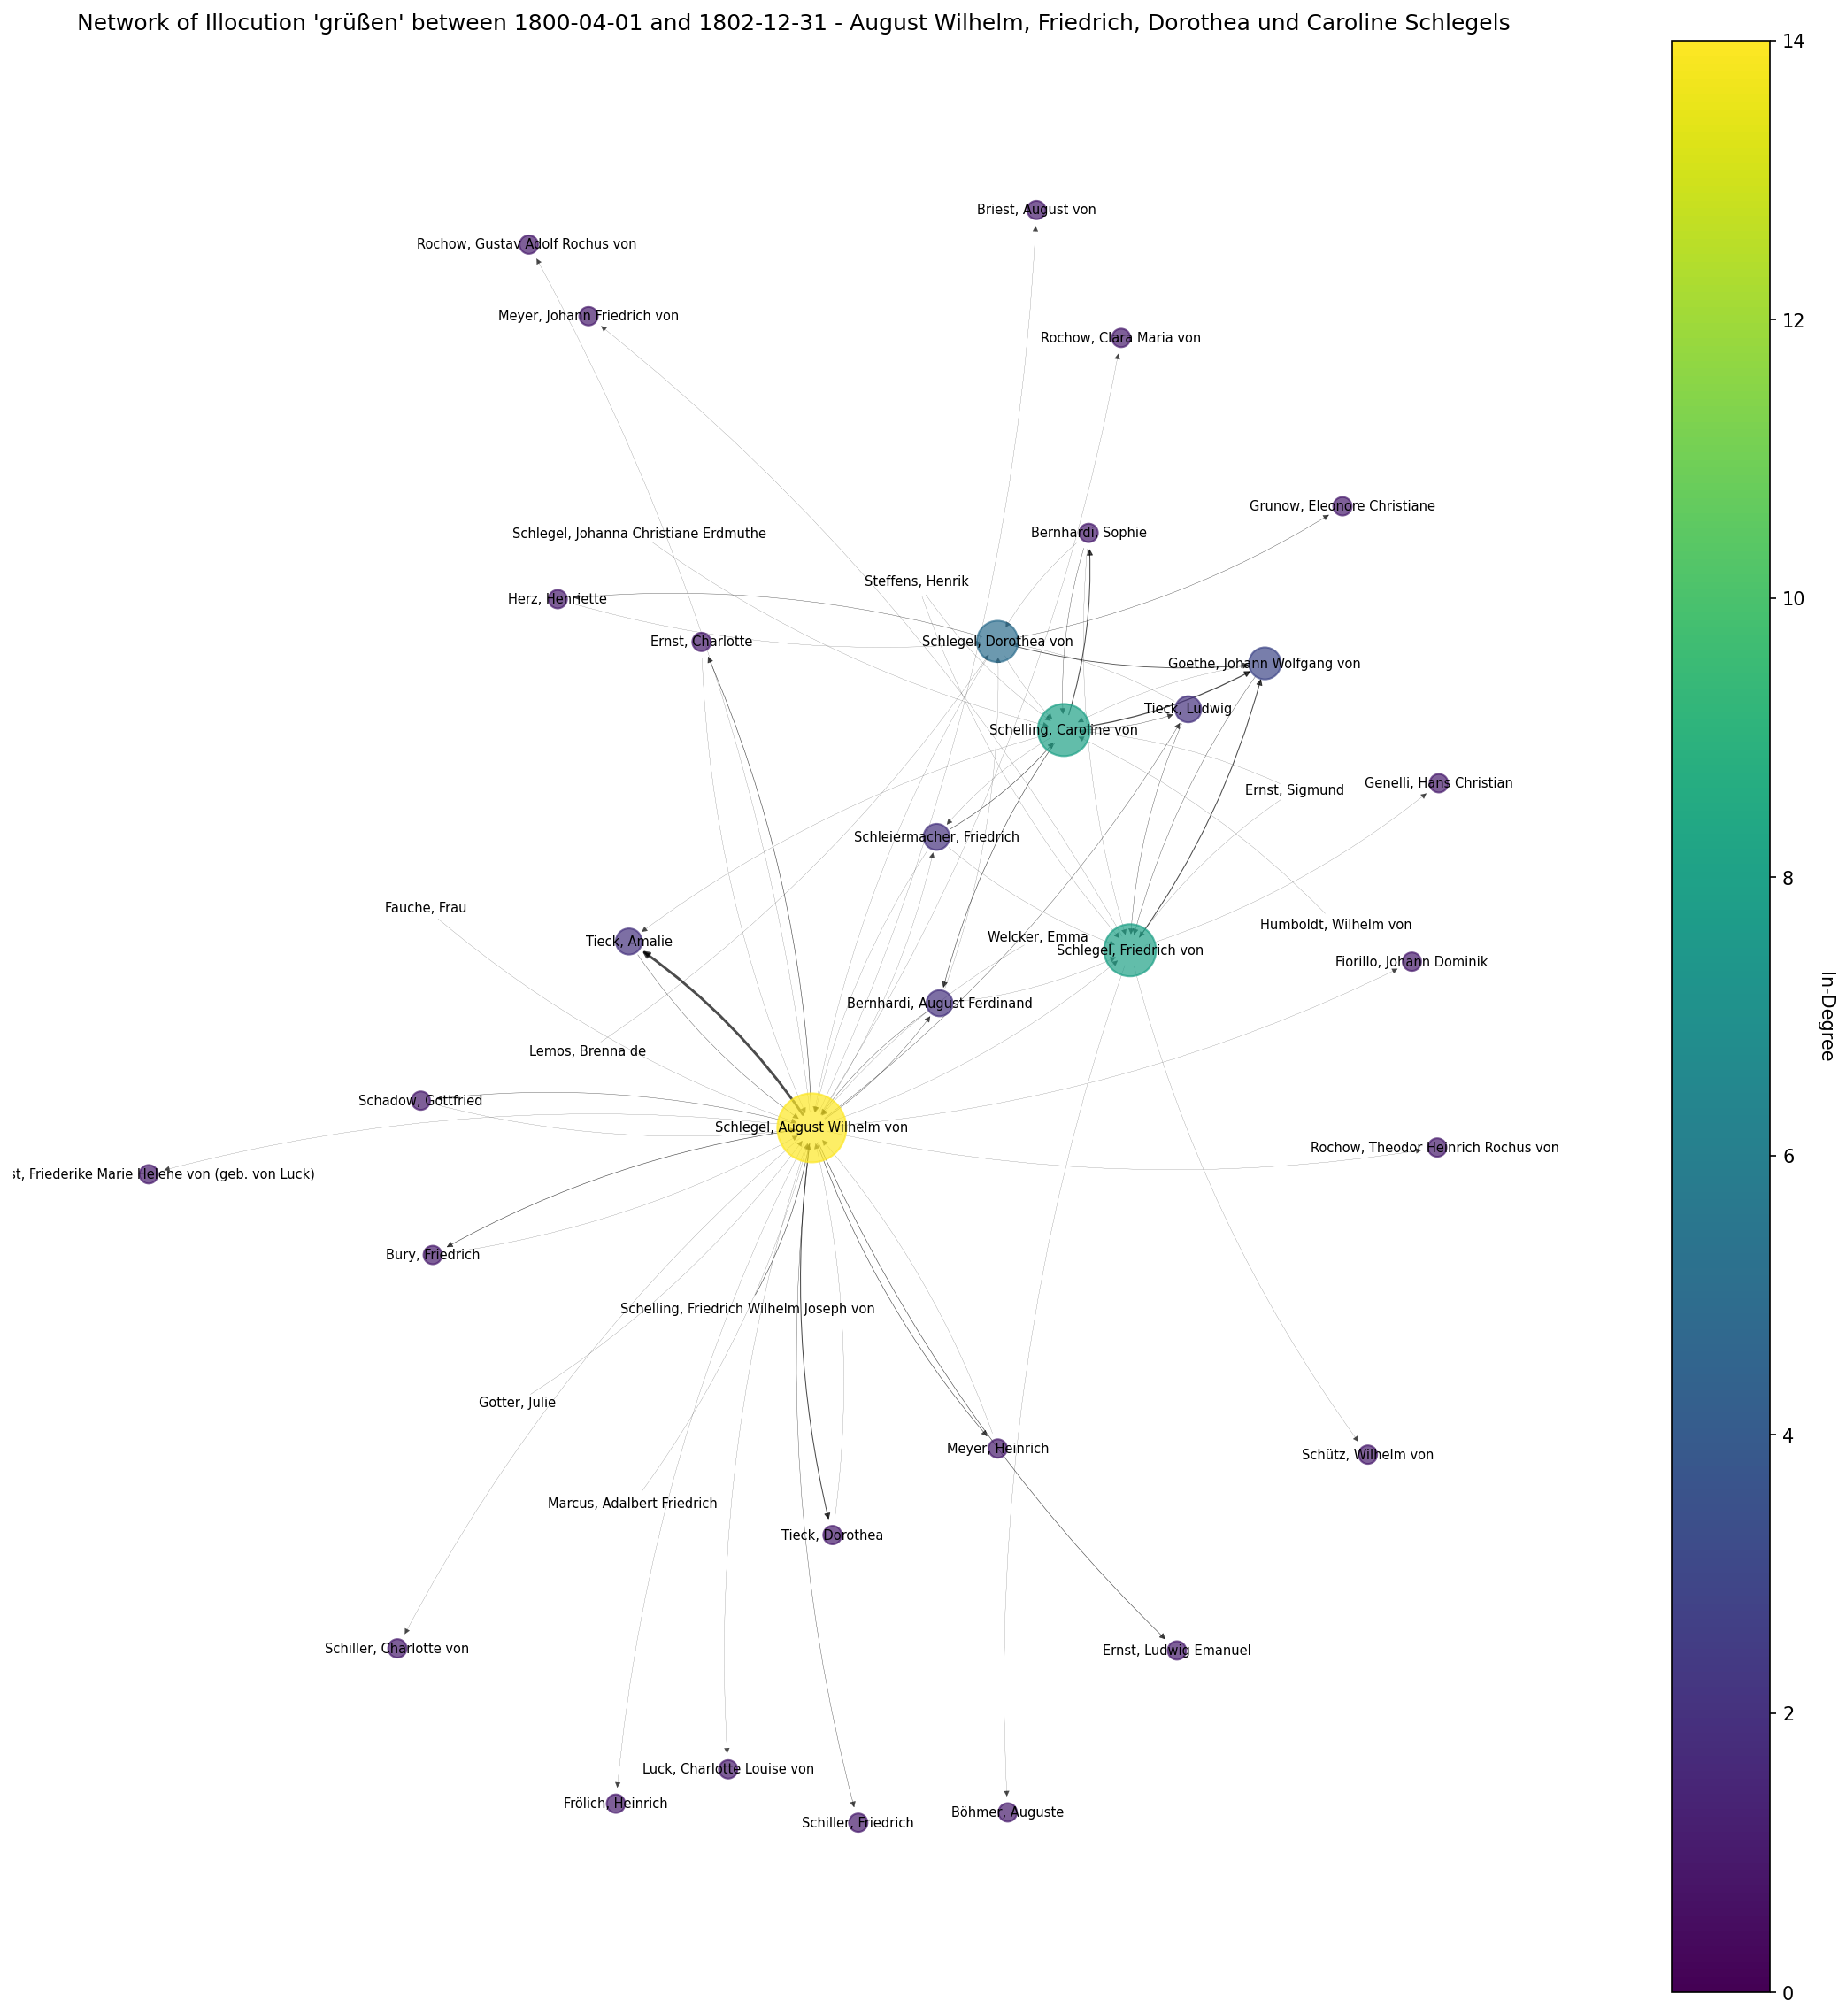 Network of Illocution 'grüßen' between 1800-04-01 and 1802-12-31 - August Wilhelm, Friedrich, Dorothea und Caroline Schlegels
14
Briest, August von
Rochow, Gustav Adolf Rochus von
Meyer, Johann Friedrich von
12
Rochow, Clara Maria von
Grunow, Eleonore Christiane
Schlegel, Johanna Christiane Erdmuthe
Bernhardi, Sophie
Steffens, Henrik
10
Herz, Henriette
Ernst, Charlotte
Schlegel, Dorothea von
Goethe, Johann Wolfgang von
Tieck, Ludwig
Schelling, Caroline von
Genelli, Hans Christian
Ernst, Sigmund
Schleiermacher, Friedrich
8
Fauche, Frau
Humboldt, Wilhelm von
Welcker, Emma
Tieck, Amalie
Schlegel, Friedrich von
Fiorillo, Johann Dominik
Bernhardi, August Ferdinand
In-Degree
Lemos, Brenna de
Schadow, Gottfried
Schlegel, August Wilhelm von
Rochow, Theodor Heinrich Rochus von
6
st, Friederike Marie Helene von (geb. von Luck)
Bury, Friedrich
Schelling, Friedrich Wilhelm Joseph von
Gotter, Julie
4
Meyer, Heinrich
Schütz, Wilhelm von
Marcus, Adalbert Friedrich
Tieck, Dorothea
Schiller, Charlotte von
Ernst, Ludwig Emanuel
2
Luck, Charlotte Louise von
Frölich, Heinrich
Böhmer, Auguste
Schiller, Friedrich
0